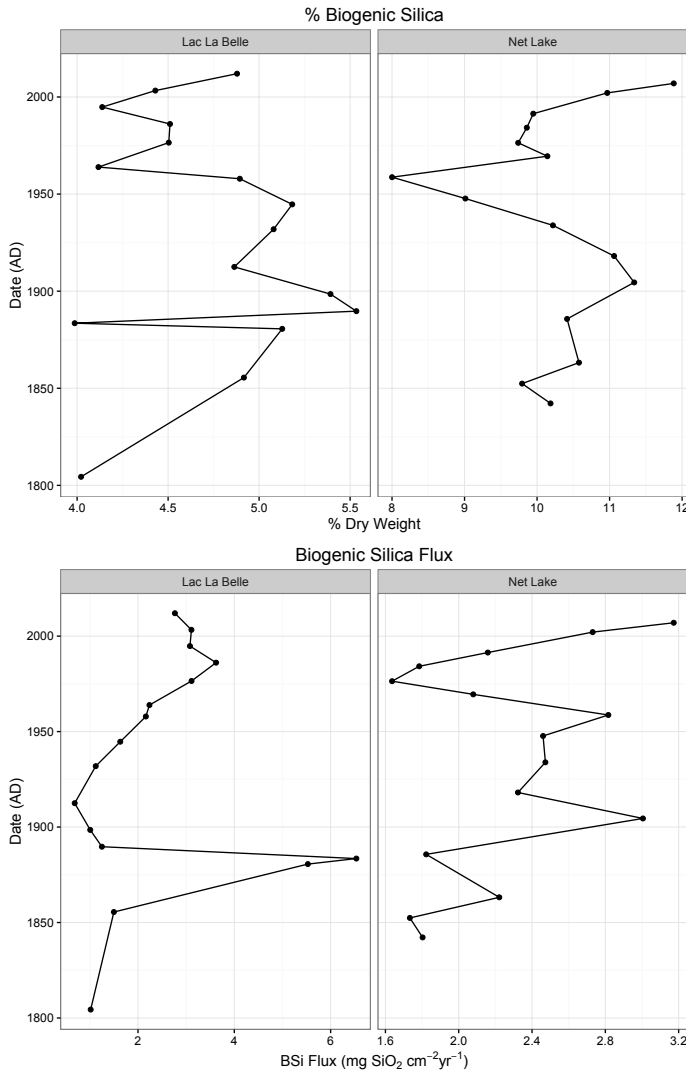 % Biogenic Silica
Lac La Belle
Net Lake
Date (AD)
2000
1950
1900
1850
1800
4.0 4.5 5.0 5.5
8 9 10 11 12
% Dry Weight
Biogenic Silica Flux
Lac La Belle
Net Lake
Date (AD)
2000
1950
1900
1850
1800
2 4 6
1.6 2.0 2.4 2.8 3.2
BSi Flux (mg SiO₂ cm⁻²yr⁻¹)